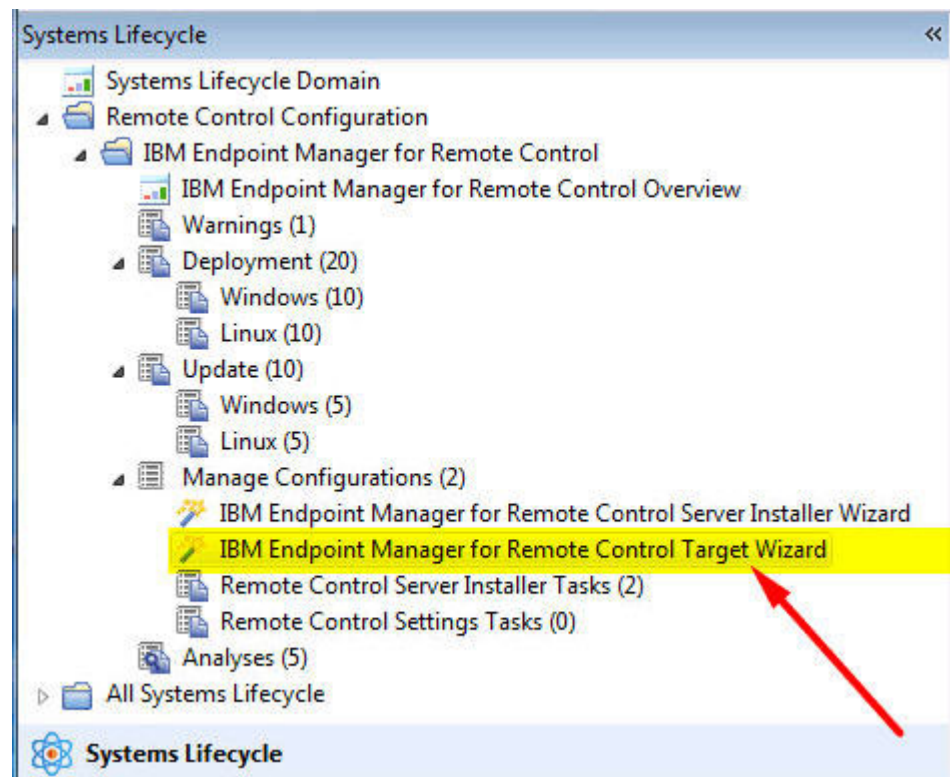 Systems Lifecycle «
Systems Lifecycle Domain
Remote Control Configuration
IBM Endpoint Manager for Remote Control
IBM Endpoint Manager for Remote Control Overview
Warnings (1)
Deployment (20)
Windows (10)
Linux (10)
Update (10)
Windows (5)
Linux (5)
Manage Configurations (2)
IBM Endpoint Manager for Remote Control Server Installer Wizard
IBM Endpoint Manager for Remote Control Target Wizard
Remote Control Server Installer Tasks (2)
Remote Control Settings Tasks (0)
Analyses (5)
All Systems Lifecycle
Systems Lifecycle